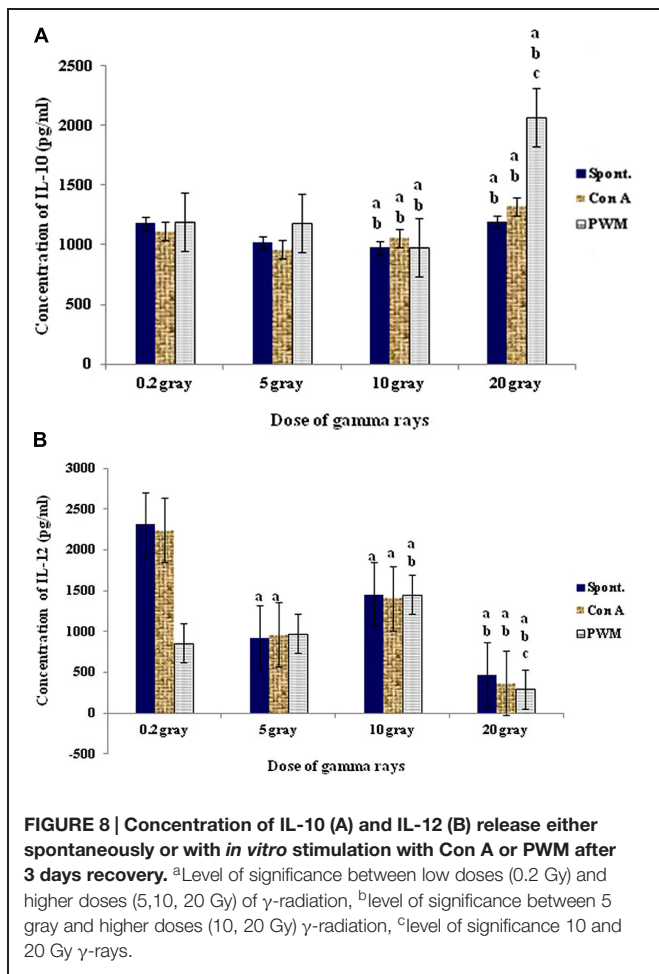 A
a
b
c
2500
2000
1500
1000
500
0
Concentration of IL-10 (pg/ml)
a a
b b
a a a
b b b
Spont.
Con A
PWM
0.2 gray 5 gray 10 gray 20 gray
Dose of gamma rays
B
3000
2500
2000
1500
1000
500
0
-500
Concentration of IL-12 (pg/ml)
a a
a a a
b
a a a
b b b
c
Spont.
Con A
PWM
0.2 gray 5 gray 10 gray 20 gray
Dose of gamma rays
FIGURE 8 | Concentration of IL-10 (A) and IL-12 (B) release either
spontaneously or with in vitro stimulation with Con A or PWM after
3 days recovery. aLevel of significance between low doses (0.2 Gy) and
higher doses (5,10, 20 Gy) of γ-radiation, blevel of significance between 5
gray and higher doses (10, 20 Gy) γ-radiation, clevel of significance 10 and
20 Gy γ-rays.